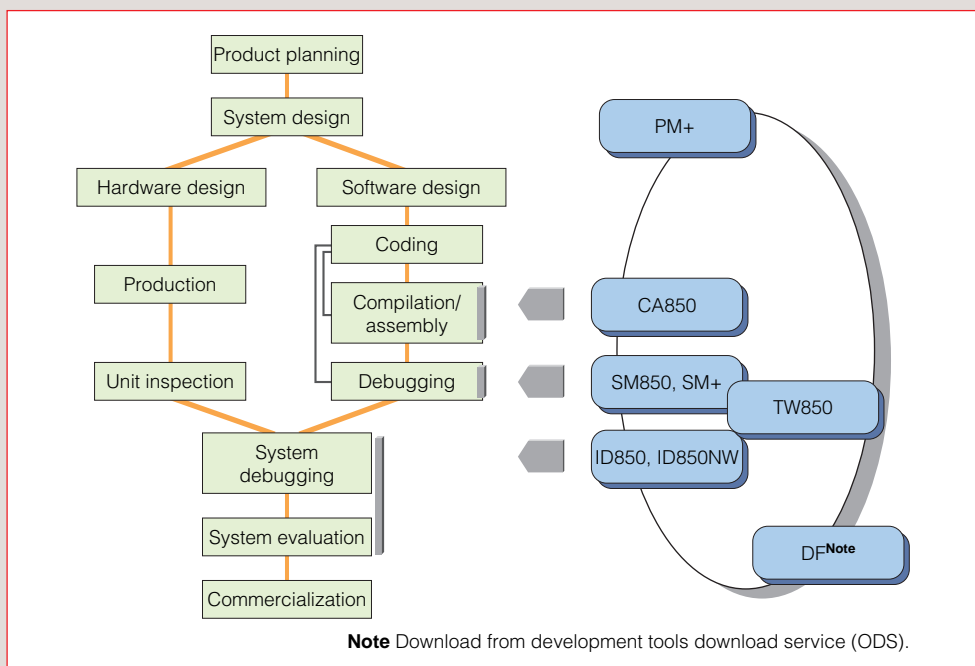 Product planning
System design
Hardware design
Software design
Coding
Production
Compilation/
assembly
Unit inspection
Debugging
System
debugging
System evaluation
Commercialization
PM+
CA850
SM850, SM+
TW850
ID850, ID850NW
DFNote
Note Download from development tools download service (ODS).